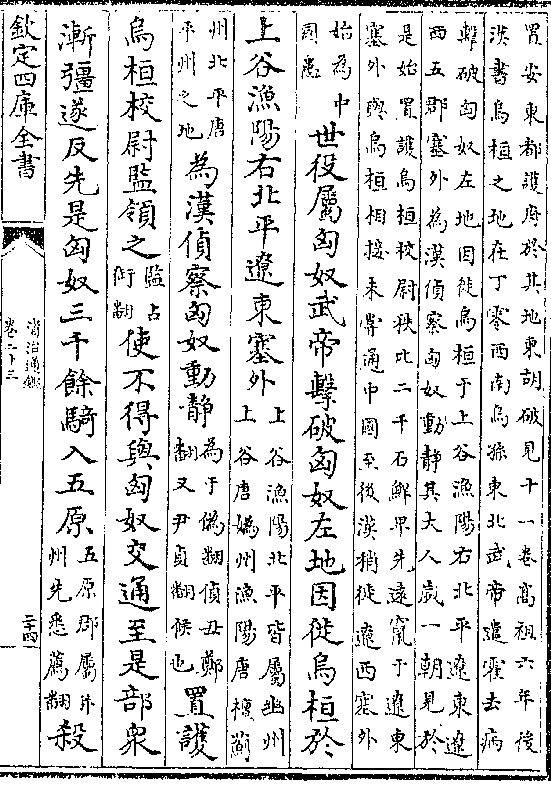 置安東都護府於其地東胡破見十一卷高祖六年後
漢書烏桓之地在丁零西南烏孫東北武帝遣霍去病
擊破匈奴左地因徙烏桓于上谷漁陽右北平遼東遼
西五郡塞外為漢偵察匈奴動静其大人歲一朝見於
是始置護烏桓校尉秩比二千石鮮卑先遠竄于遼東
塞外與烏桓相接未嘗通中國至後漢稍徙遼西塞外
始為中
國患
世役屬匈奴武帝擊破匈奴左地因徙烏桓於
上谷漁陽右北平遼東塞外
上谷漁陽北平皆屬幽州
上谷唐媯州漁陽唐檀薊
州北平唐
平州之地
為漢偵察匈奴動静
為于偽翻偵丑鄭
翻又尹貞翻候也
置護
烏桓校尉監領之
監占
銜翻
使不得與匈奴交通至是部衆
漸彊遂反先是匈奴三千餘騎入五原
五原郡屬并
州先悉薦翻
殺
欽定四庫全書
資治通鑑
卷二十三
二十四